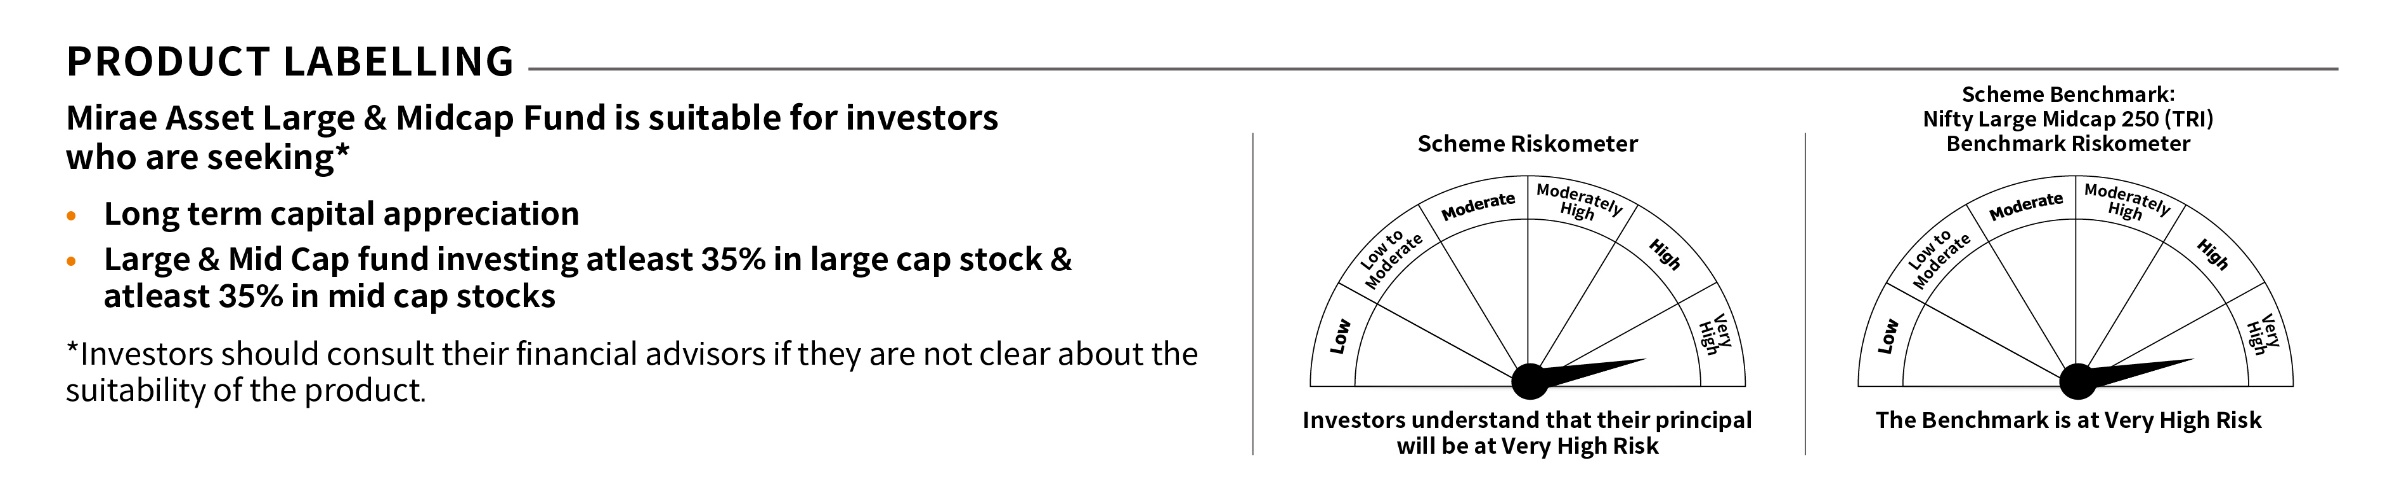 PRODUCT LABELLING
Mirae Asset Large & Midcap Fund is suitable for investors
who are seeking*
• Long term capital appreciation
• Large & Mid Cap fund investing atleast 35% in large cap stock &
atleast 35% in mid cap stocks
*Investors should consult their financial advisors if they are not clear about the
suitability of the product.
Scheme Riskometer
Low
Low to
Moderate
Moderate
Moderately
High
High
Very
High
Investors understand that their principal
will be at Very High Risk
Scheme Benchmark:
Nifty Large Midcap 250 (TRI)
Benchmark Riskometer
Low
Low to
Moderate
Moderate
Moderately
High
High
Very
High
The Benchmark is at Very High Risk